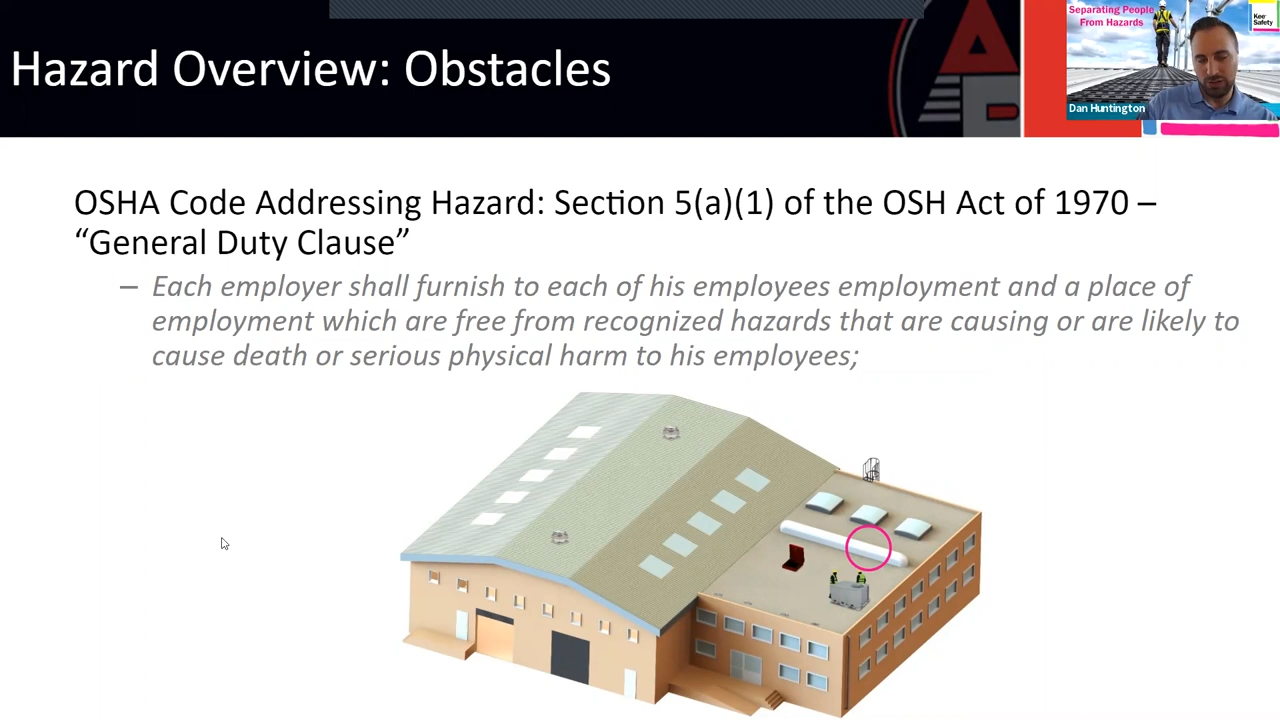 Hazard Overview: Obstacles
Separating People
From Hazards
Kee
Safety
Dan Huntington
OSHA Code Addressing Hazard: Section 5(a)(1) of the OSH Act of 1970 –
“General Duty Clause”
– Each employer shall furnish to each of his employees employment and a place of
employment which are free from recognized hazards that are causing or are likely to
cause death or serious physical harm to his employees;